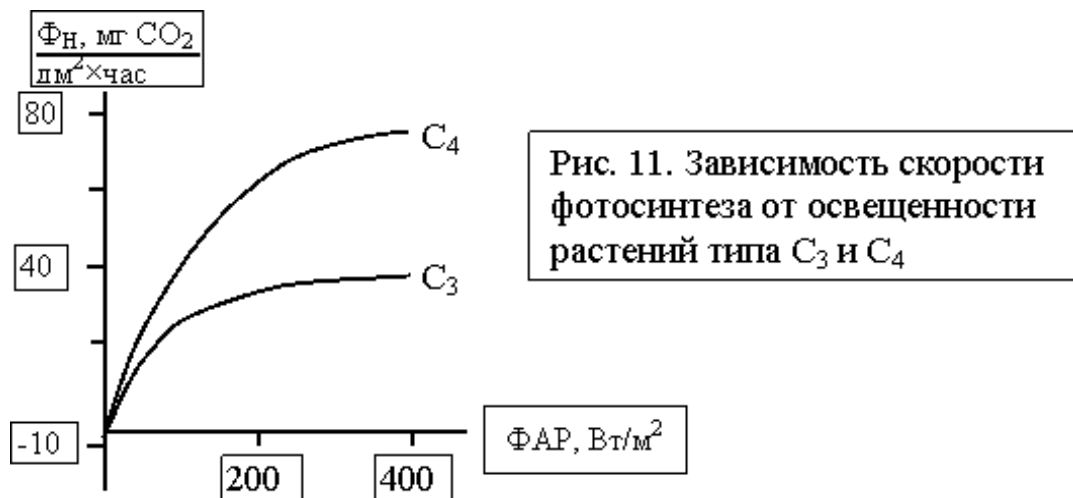 Ф_Н, мг CO₂
дм²×час
80
40
-10
200
400
C₄
C₃
ФАР, Вт/м²
Рис. 11. Зависимость скорости
фотосинтеза от освещенности
растений типа C₃ и C₄